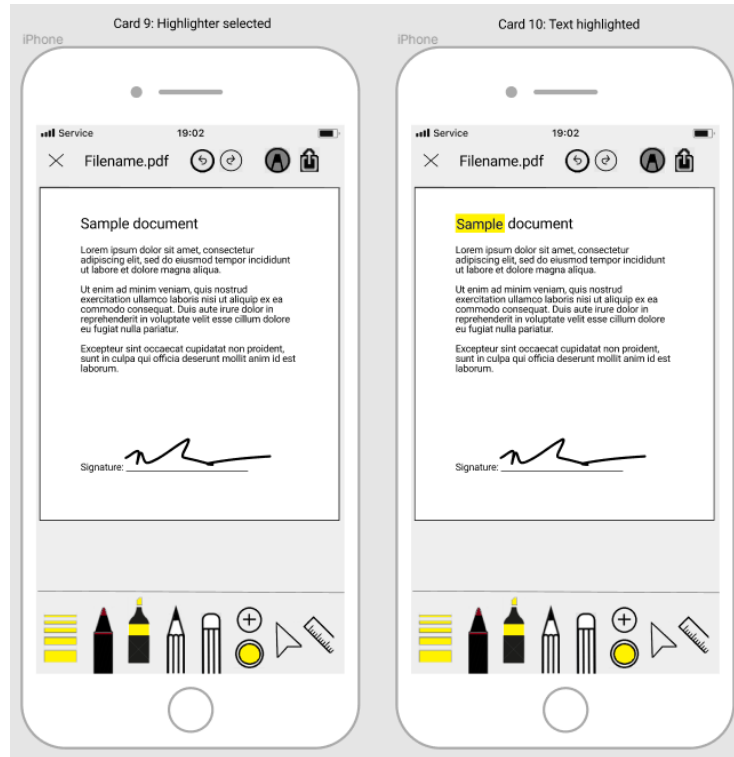 Card 9: Highlighter selected
iPhone
Service 19:02
Filename.pdf
Sample document
Lorem ipsum dolor sit amet, consectetur
adipiscing elit, sed do eiusmod tempor incididunt
ut labore et dolore magna aliqua.
Ut enim ad minim veniam, quis nostrud
exercitation ullamco laboris nisi ut aliquip ex ea
commodo consequat. Duis aute irure dolor in
reprehenderit in voluptate velit esse cillum dolore
eu fugiat nulla pariatur.
Excepteur sint occaecat cupidatat non proident,
sunt in culpa qui officia deserunt mollit anim id est
laborum.
Signature:
Card 10: Text highlighted
iPhone
Service 19:02
Filename.pdf
Sample document
Lorem ipsum dolor sit amet, consectetur
adipiscing elit, sed do eiusmod tempor incididunt
ut labore et dolore magna aliqua.
Ut enim ad minim veniam, quis nostrud
exercitation ullamco laboris nisi ut aliquip ex ea
commodo consequat. Duis aute irure dolor in
reprehenderit in voluptate velit esse cillum dolore
eu fugiat nulla pariatur.
Excepteur sint occaecat cupidatat non proident,
sunt in culpa qui officia deserunt mollit anim id est
laborum.
Signature: